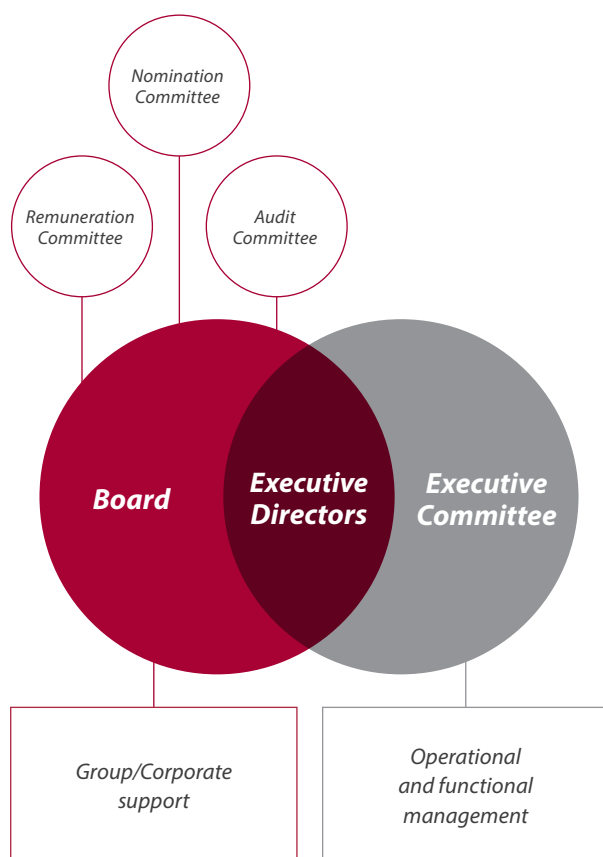 Nomination
Committee
Remuneration
Committee
Audit
Committee
Board
Executive
Directors
Executive
Committee
Group/Corporate
support
Operational
and functional
management